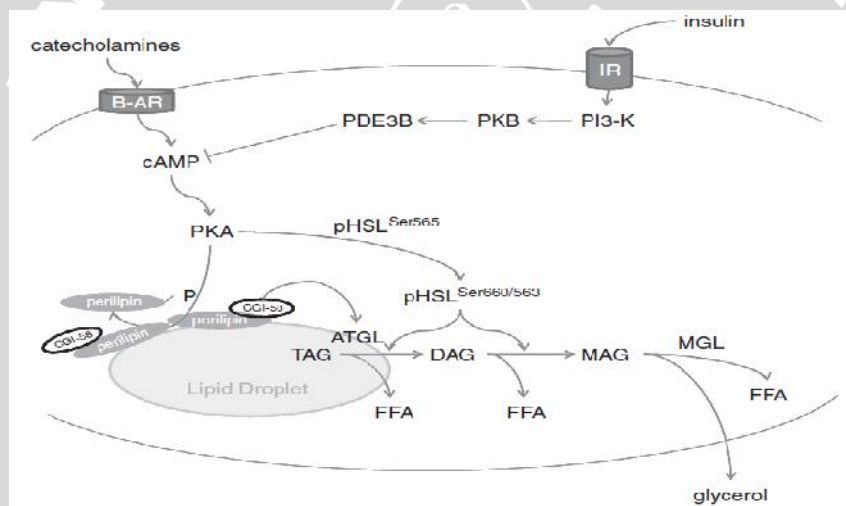 insulin
catecholamines
IR
B-AR
PDE3B
PKB
PI3-K
cAMP
PKA
pHSL Ser565
perilipin
P
CGI-58
pHSL Ser660/563
CGI-58
perilipin
perilipin
ATGL
TAG
DAG
MAG
MGL
Lipid Droplet
FFA
FFA
FFA
glycerol